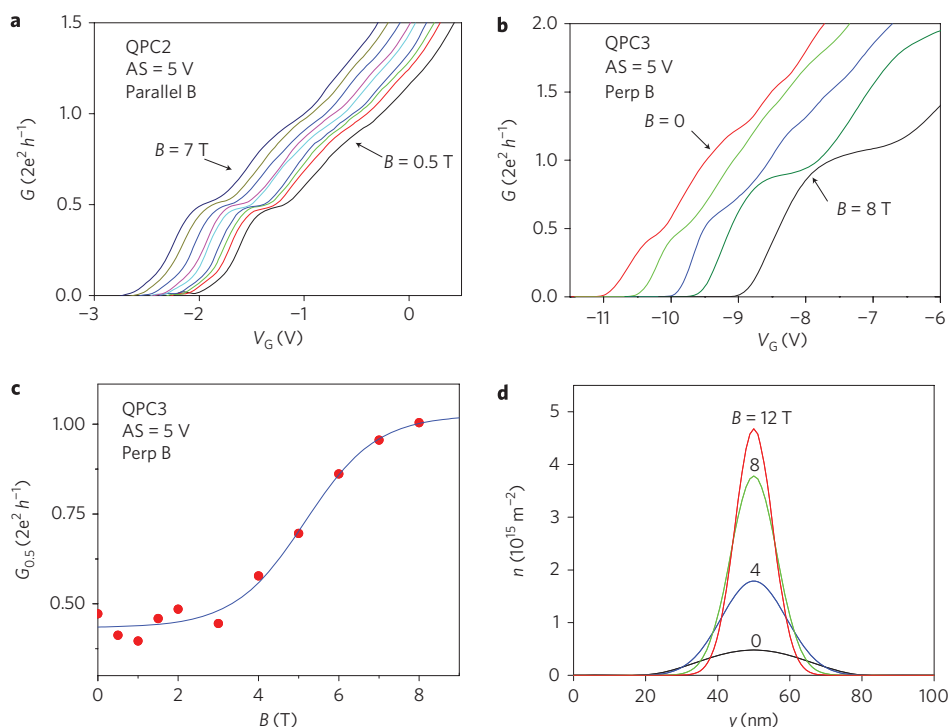 a
QPC2
AS = 5 V
Parallel B
B = 7 T
B = 0.5 T
G (2e² h⁻¹)
1.5
1.0
0.5
0.0
−3
−2
−1
0
V_G (V)
b
QPC3
AS = 5 V
Perp B
B = 0
B = 8 T
G (2e² h⁻¹)
2.0
1.5
1.0
0.5
0.0
−11
−10
−9
−8
−7
−6
V_G (V)
c
QPC3
AS = 5 V
Perp B
G_0.5 (2e² h⁻¹)
1.00
0.75
0.50
0
2
4
6
8
B (T)
d
B = 12 T
8
4
0
n (10¹⁵ m⁻²)
5
4
3
2
1
0
0
20
40
60
80
100
y (nm)